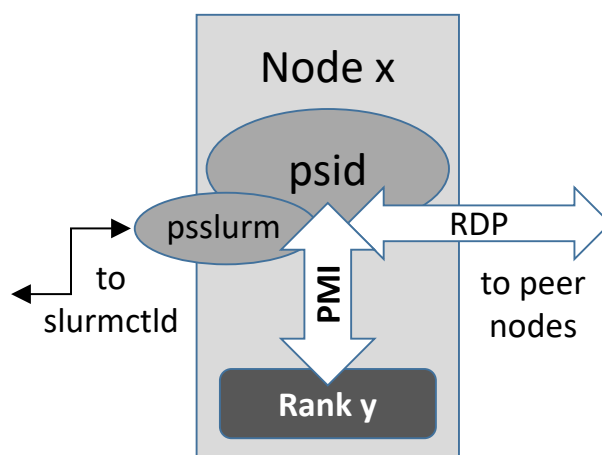 Node x
psid
psslurm
RDP
to
slurmctld
PMI
to peer
nodes
Rank y